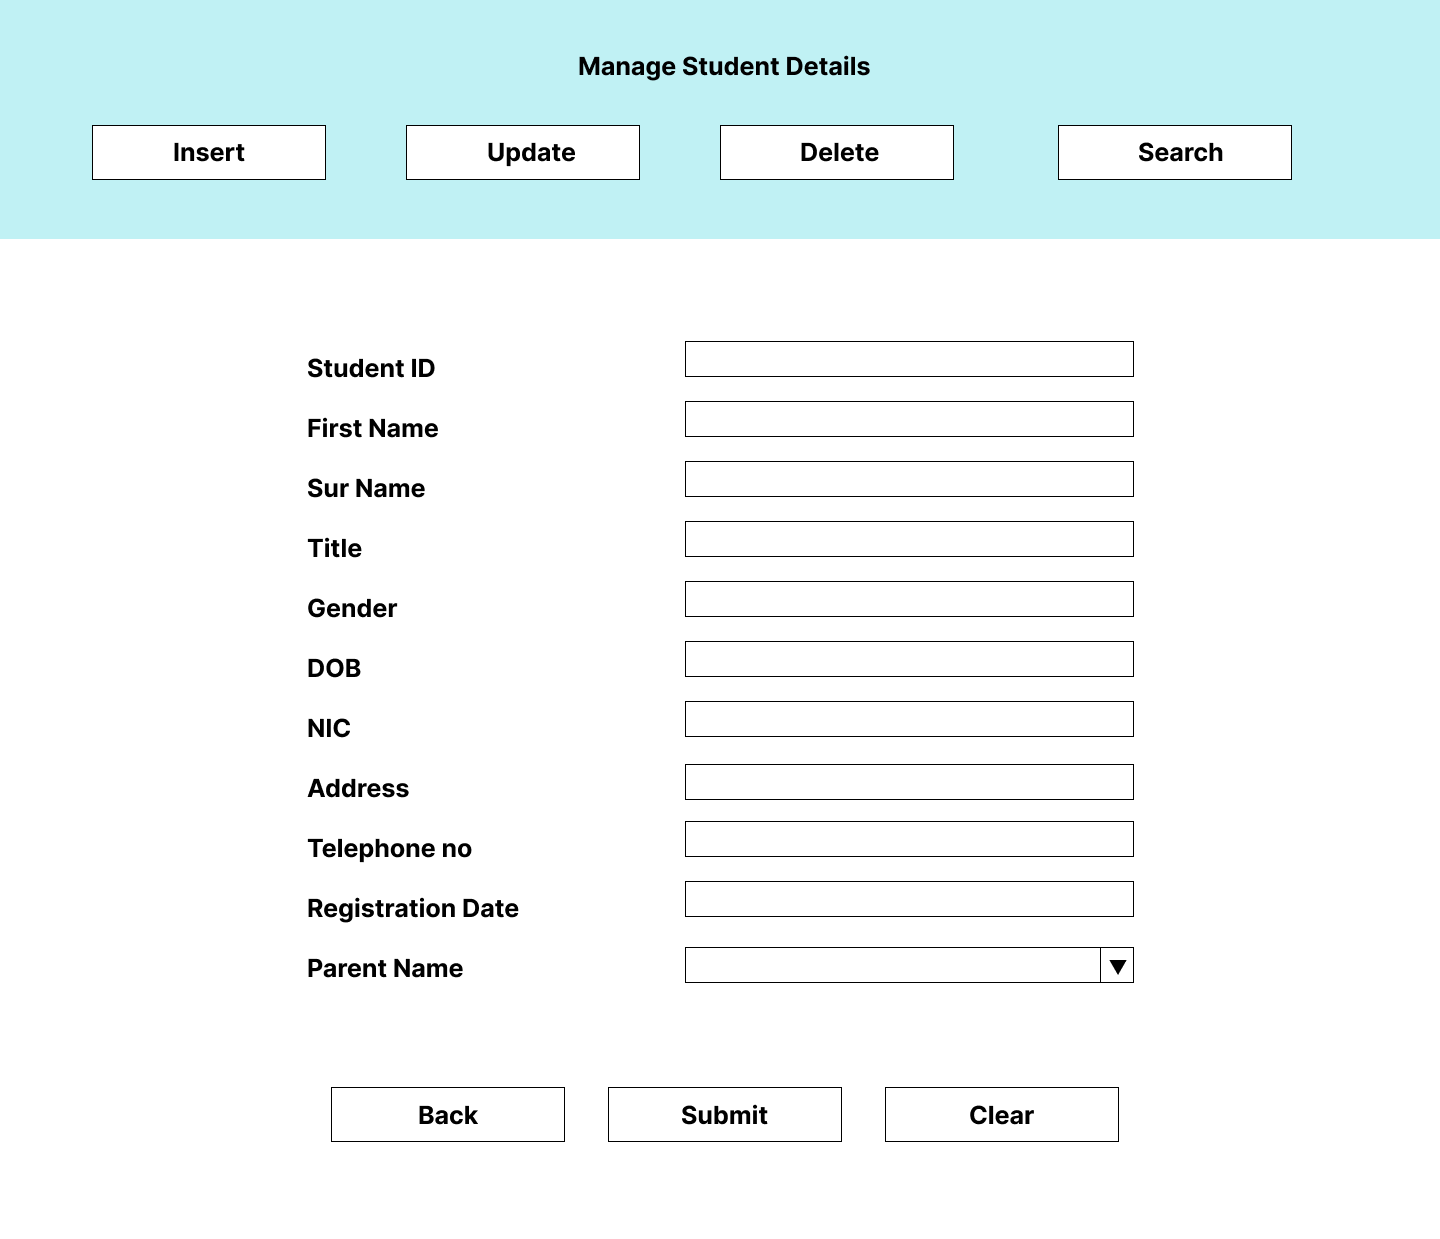 Manage Student Details
Insert Update Delete Search
Student ID
First Name
Sur Name
Title
Gender
DOB
NIC
Address
Telephone no
Registration Date
Parent Name
Back Submit Clear